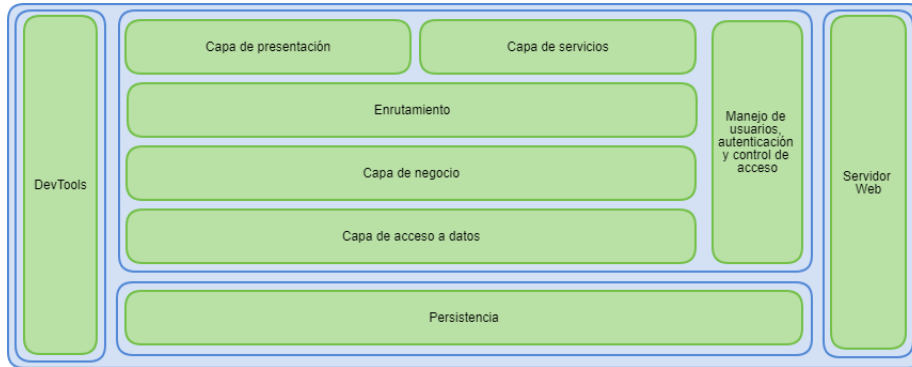 DevTools
Capa de presentación
Capa de servicios
Enrutamiento
Capa de negocio
Capa de acceso a datos
Manejo de
usuarios,
autenticación
y control de
acceso
Persistencia
Servidor
Web